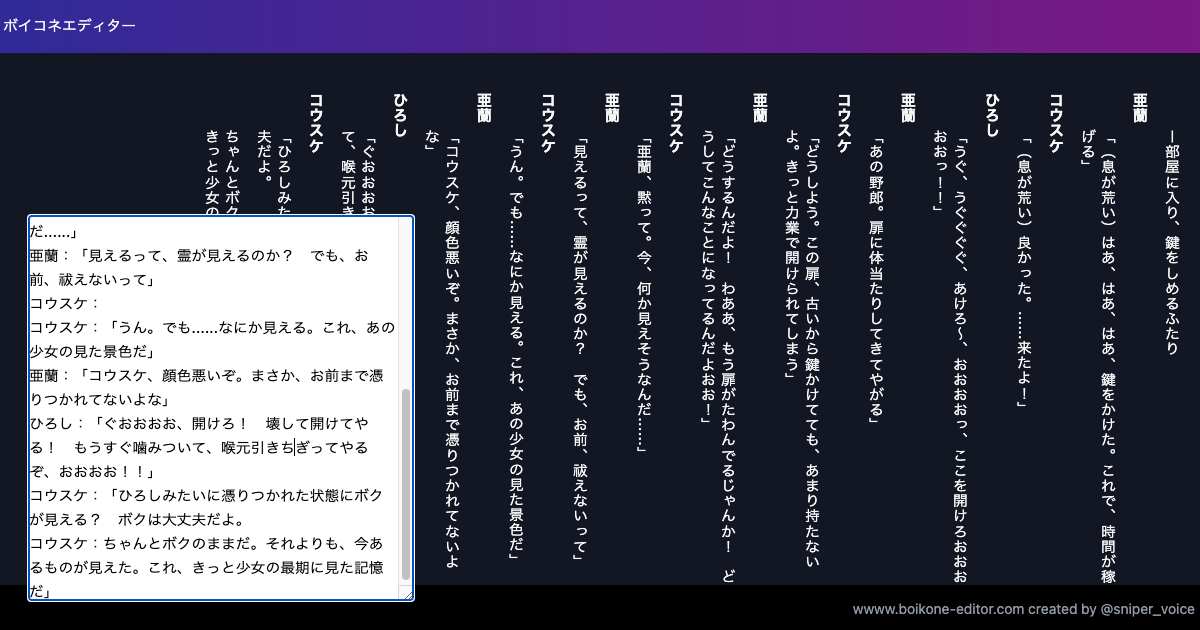 ボイコネエディター
ー部屋に入り、鍵をしめるふたり
亜蘭
「（息が荒い）はあ、はあ、はあ、鍵をかけた。これで、時間が稼
げる」
コウスケ
「（息が荒い）良かった。……来たよ！」
ひろし
「うぐ、うぐぐぐぐ、あけろ～、おおおおっ、ここを開けろおおお
おおっ！！」
亜蘭
「あの野郎。扉に体当たりしてきてやがる」
コウスケ
「どうしよう。この扉、古いから鍵かけてても、あまり持たない
よ。きっと力業で開けられてしまう」
亜蘭
「どうするんだよ！　わああ、もう扉がたわんでるじゃんか！　ど
うしてこんなことになってるんだよおお！」
コウスケ
「亜蘭、黙って。今、何か見えそうなんだ……」
亜蘭
「見えるって、霊が見えるのか？　でも、お前、祓えないって」
コウスケ
「うん。でも……なにか見える。これ、あの少女の見た景色だ」
亜蘭
「コウスケ、顔色悪いぞ。まさか、お前まで憑りつかれてないよ
な」
ひろし
「ぐおおおお
て、喉元引き
コウスケ
「ひろしみた
夫だよ。
ちゃんとボク
きっと少女の
だ……」
亜蘭：「見えるって、霊が見えるのか？　でも、お
前、祓えないって」
コウスケ：
コウスケ：「うん。でも……なにか見える。これ、あの
少女の見た景色だ」
亜蘭：「コウスケ、顔色悪いぞ。まさか、お前まで憑
りつかれてないよな」
ひろし：「ぐおおおおお、開けろ！　壊して開けてや
る！　もうすぐ噛みついて、喉元引きちぎってやる
ぞ、おおおお！！」
コウスケ：「ひろしみたいに憑りつかれた状態にボク
が見える？　ボクは大丈夫だよ。
コウスケ：ちゃんとボクのままだ。それよりも、今あ
るものが見えた。これ、きっと少女の最期に見た記憶
だ」
wwww.boikone-editor.com created by @sniper_voice